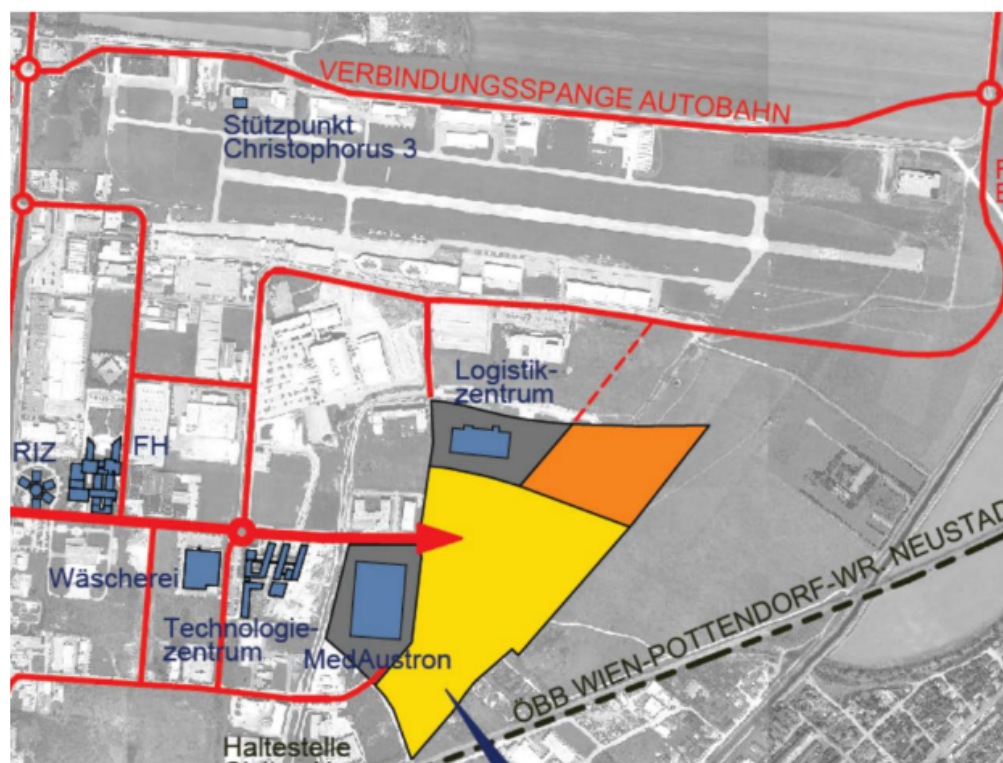 VERBINDUNGSSPANGE AUTOBAHN
Stützpunkt
Christophorus 3
Logistik-
zentrum
RIZ
FH
Wäscherei
Technologie-
zentrum
MedAustron
ÖBB WIEN-POTTENDORF-WR. NEUSTAD
Haltestelle